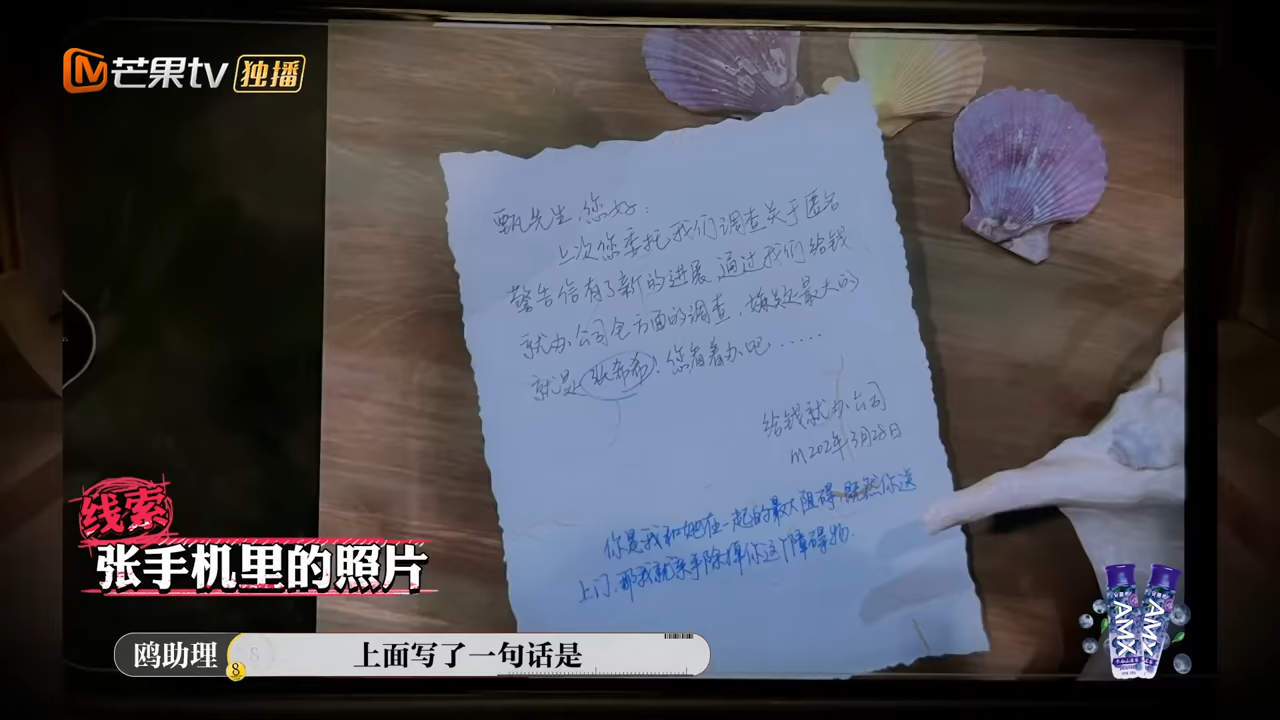 芒果tv 独播
甄先生,您好:
上次您委托我们调查关于匿名
警告信有了新的进展,通过我们给钱
就办公司全方面的调查,嫌疑最大的
就是张希希!您看着办吧……
给钱就办公司
M202年3月28日
你是我和她在一起的最大阻碍,既然你送
上门,那我就亲手除掉你这个障碍物.
线索
张手机里的照片
鸥助理
上面写了一句话是
AMX
AMX